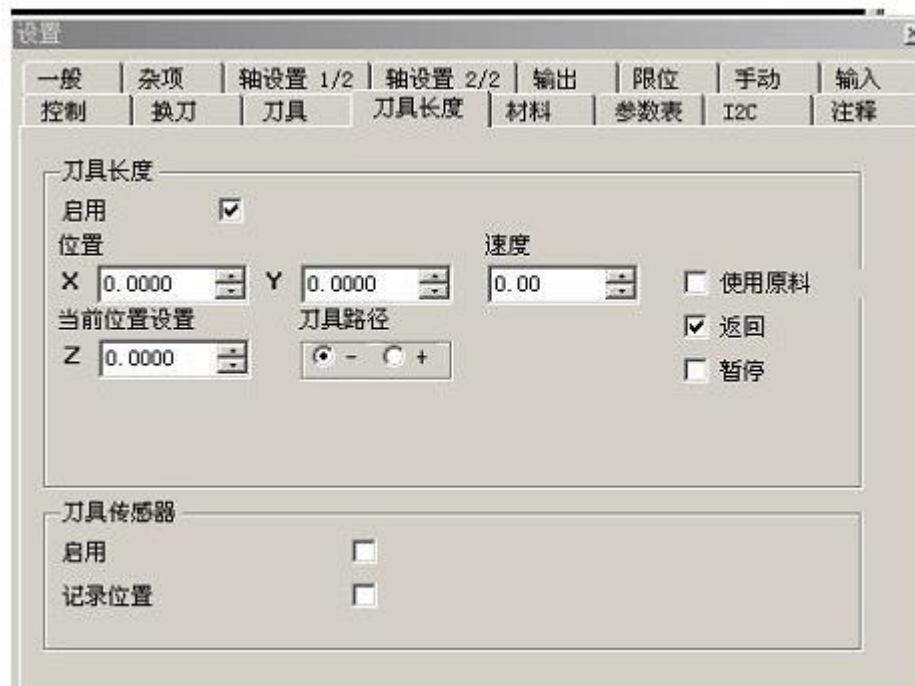 设置
一般 杂项 轴设置 1/2 轴设置 2/2 输出 限位 手动 输入
控制 换刀 刀具 刀具长度 材料 参数表 I2C 注释
刀具长度
启用
位置 速度
X 0.0000 Y 0.0000 0.00 使用原料
当前位置设置 刀具路径 返回
Z 0.0000 - + 暂停
刀具传感器
启用
记录位置